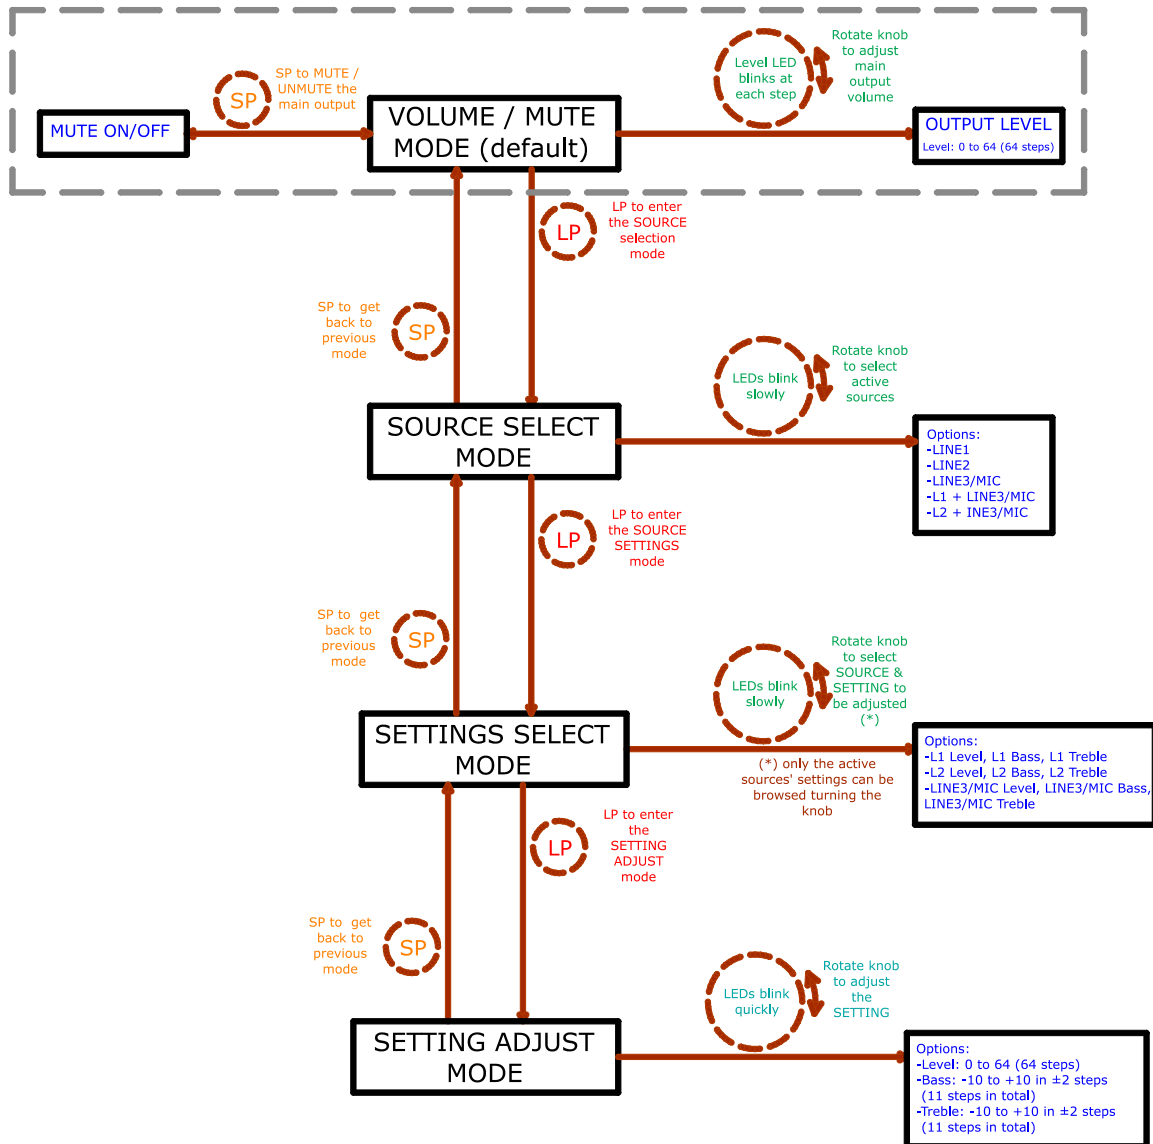 SP to MUTE /
UNMUTE the
main output
SP
MUTE ON/OFF
VOLUME / MUTE
MODE (default)
Level LED
blinks at
each step
Rotate knob
to adjust
main
output
volume
OUTPUT LEVEL
Level: 0 to 64 (64 steps)
LP
LP to enter
the SOURCE
selection
mode
SP to get
back to
previous
mode
SP
LEDs blink
slowly
Rotate knob
to select
active
sources
SOURCE SELECT
MODE
Options:
-LINE1
-LINE2
-LINE3/MIC
-L1 + LINE3/MIC
-L2 + INE3/MIC
LP
LP to enter
the SOURCE
SETTINGS
mode
SP to get
back to
previous
mode
SP
LEDs blink
slowly
Rotate knob
to select
SOURCE &
SETTING to
be adjusted
(*)
SETTINGS SELECT
MODE
(*) only the active
sources' settings can be
browsed turning the
knob
Options:
-L1 Level, L1 Bass, L1 Treble
-L2 Level, L2 Bass, L2 Treble
-LINE3/MIC Level, LINE3/MIC Bass,
LINE3/MIC Treble
LP
LP to enter
the
SETTING
ADJUST
mode
SP to get
back to
previous
mode
SP
LEDs blink
quickly
Rotate knob
to adjust
the
SETTING
SETTING ADJUST
MODE
Options:
-Level: 0 to 64 (64 steps)
-Bass: -10 to +10 in ±2 steps
(11 steps in total)
-Treble: -10 to +10 in ±2 steps
(11 steps in total)